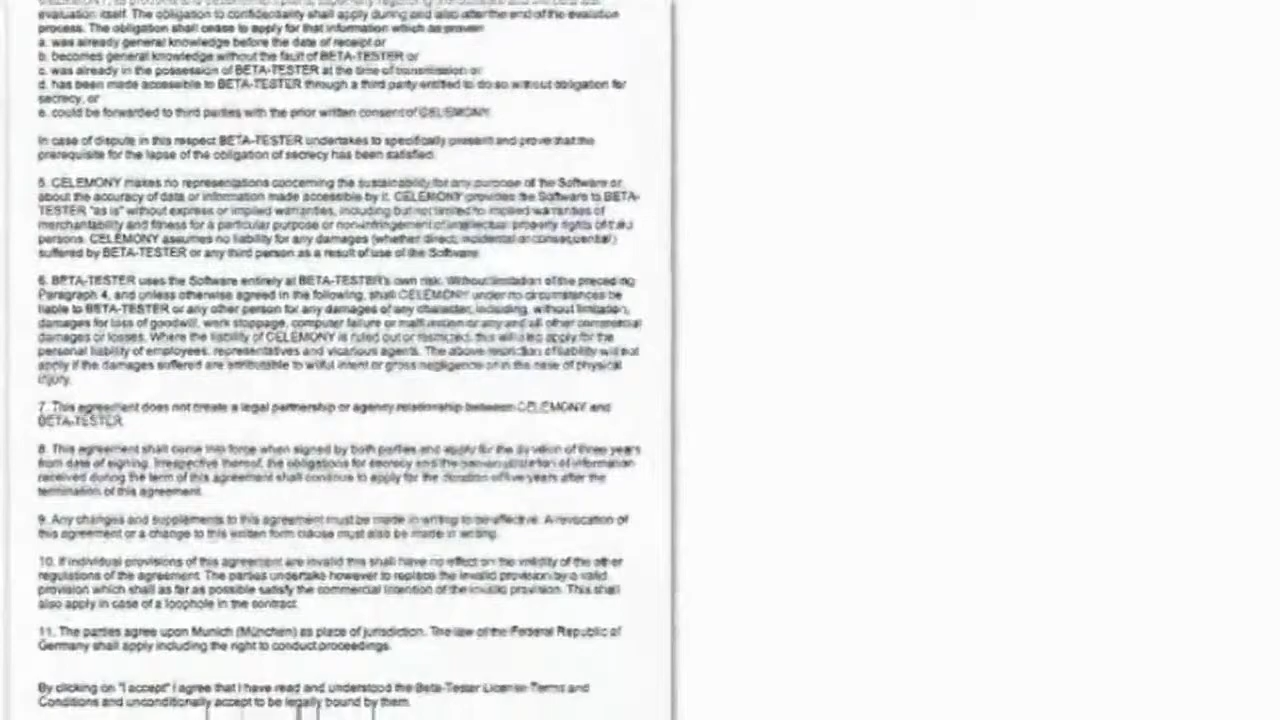 evaluation itself. The obligation to confidentiality shall apply during and also after the end of the evaluation
process. The obligation shall cease to apply for that information which as proven
a. was already general knowledge before the date of receipt or
b. becomes general knowledge without the fault of BETA-TESTER or
c. was already in the possession of BETA-TESTER at the time of transmission or
d. has been made accessible to BETA-TESTER through a third party entitled to do so without obligation for
secrecy, or
e. could be forwarded to third parties with the prior written consent of CELEMONY.
In case of dispute in this respect BETA-TESTER undertakes to specifically present and prove that the
prerequisite for the lapse of the obligation of secrecy has been satisfied.
5. CELEMONY makes no representations concerning the sustainability for any purpose of the Software or
about the accuracy of data or information made accessible by it. CELEMONY provides the Software to BETA-
TESTER "as is" without express or implied warranties, including but not limited to implied warranties of
merchantability and fitness for a particular purpose or non-infringement of intellectual property rights of third
persons. CELEMONY assumes no liability for any damages (whether direct, incidental or consequential)
suffered by BETA-TESTER or any third person as a result of use of the Software.
6. BETA-TESTER uses the Software entirely at BETA-TESTER's own risk. Without limitation of the preceding
Paragraph 4, and unless otherwise agreed in the following, shall CELEMONY under no circumstances be
liable to BETA-TESTER or any other person for any damages of any character, including, without limitation,
damages for loss of goodwill, work stoppage, computer failure or malfunction or any and all other commercial
damages or losses. Where the liability of CELEMONY is ruled out or restricted, this will also apply for the
personal liability of employees, representatives and vicarious agents. The above restriction of liability will not
apply if the damages suffered are attributable to wilful intent or gross negligence or in the case of physical
injury.
7. This agreement does not create a legal partnership or agency relationship between CELEMONY and
BETA-TESTER.
8. This agreement shall come into force when signed by both parties and apply for the duration of three years
from date of signing. Irrespective thereof, the obligations for secrecy and the of information
received during the term of this agreement shall continue to apply for the duration of five years after the
termination of this agreement.
9. Any changes and supplements to this agreement must be made in writing to be effective. A revocation of
this agreement or a change to this written form clause must also be made in writing.
10. If individual provisions of this agreement are invalid this shall have no effect on the validity of the other
regulations of the agreement. The parties undertake however to replace the invalid provision by a valid
provision which shall as far as possible satisfy the commercial intention of the invalid provision. This shall
also apply in case of a loophole in the contract.
11. The parties agree upon Munich (München) as place of jurisdiction. The law of the Federal Republic of
Germany shall apply including the right to conduct proceedings.
By clicking on "I accept" I agree that I have read and understood the Beta-Tester License Terms and
Conditions and unconditionally accept to be legally bound by them.